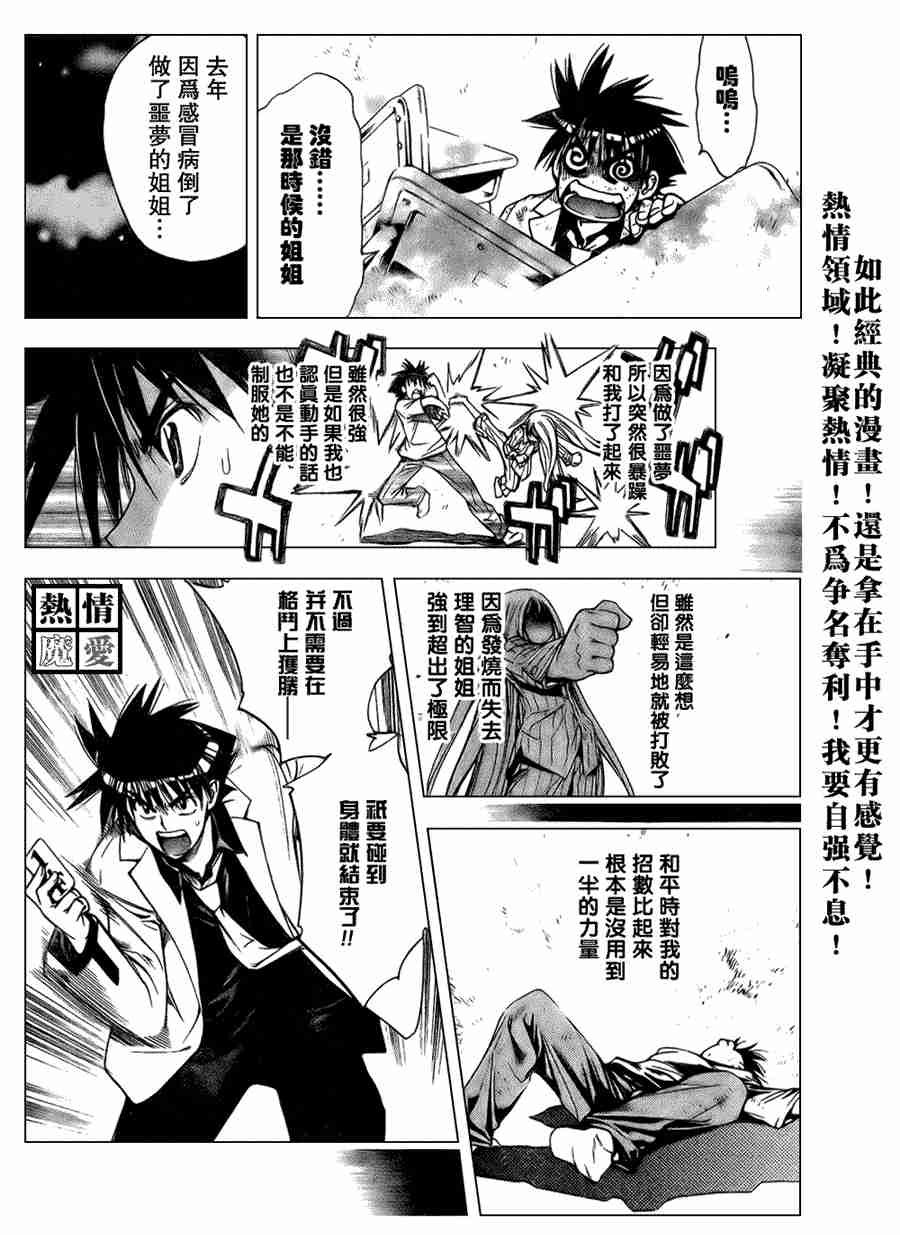 嗚嗚…
沒錯……
是那時候的姐姐
去年
因爲感冒病倒了
做了噩夢的姐姐…
因爲做了噩夢
所以突然很暴躁
和我打了起來
雖然很強
但是如果我也
認真動手的話
也不是不能
制服她的
雖然是這麼想
但卻輕易地就被打敗了
因爲發燒而失去
理智的姐姐
強到超出了極限
和平時對我的
招數比起來
根本是沒用到
一半的力量
不過
并不需要在
格鬥上獲勝
——
祇要碰到
身體就結束了!!
熱情
魔愛
如此經典的漫畫！還是拿在手中才更有感覺！
熱情領域！凝聚熱情！不爲争名奪利！我要自强不息！